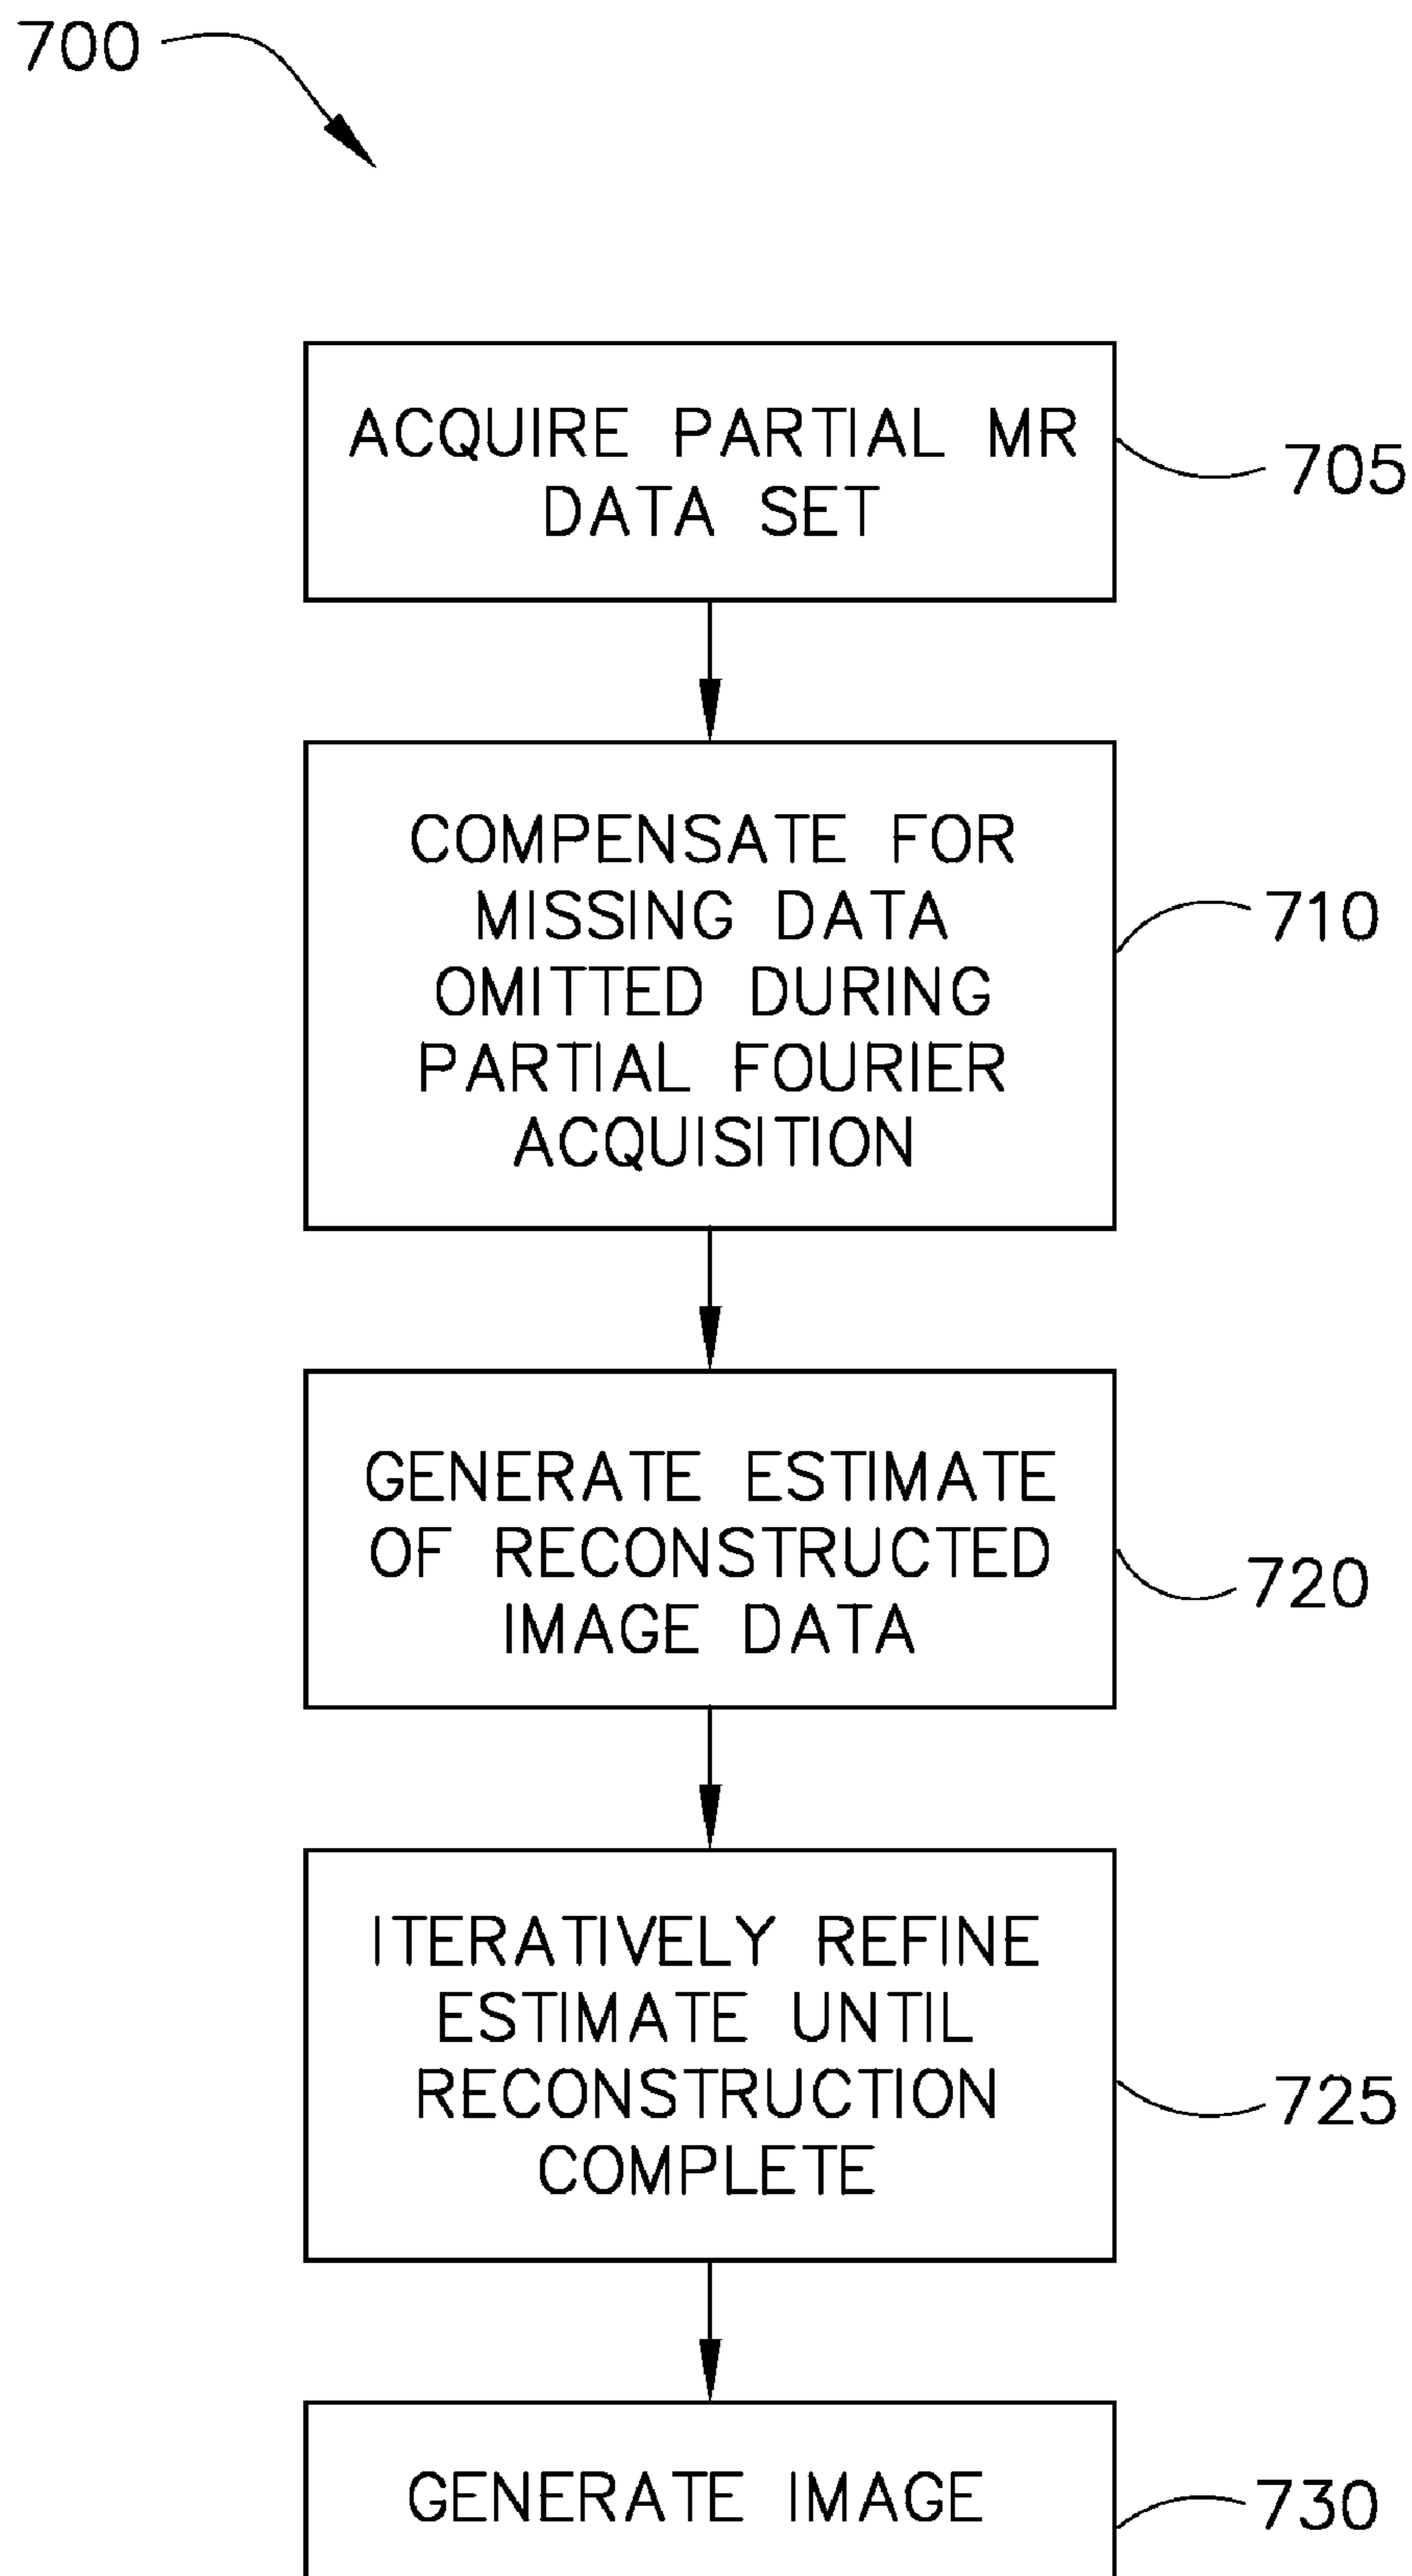 700
ACQUIRE PARTIAL MR
DATA SET
705
COMPENSATE FOR
MISSING DATA
OMITTED DURING
PARTIAL FOURIER
ACQUISITION
710
GENERATE ESTIMATE
OF RECONSTRUCTED
IMAGE DATA
720
ITERATIVELY REFINE
ESTIMATE UNTIL
RECONSTRUCTION
COMPLETE
725
GENERATE IMAGE
730